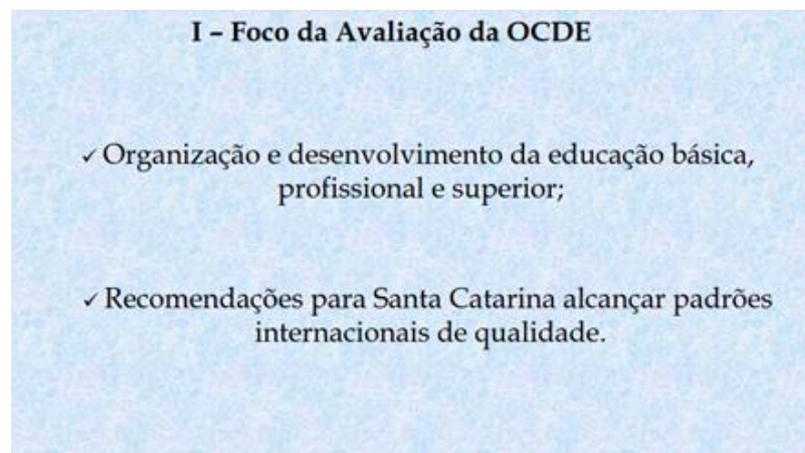 I – Foco da Avaliação da OCDE
✓ Organização e desenvolvimento da educação básica,
profissional e superior;
✓ Recomendações para Santa Catarina alcançar padrões
internacionais de qualidade.